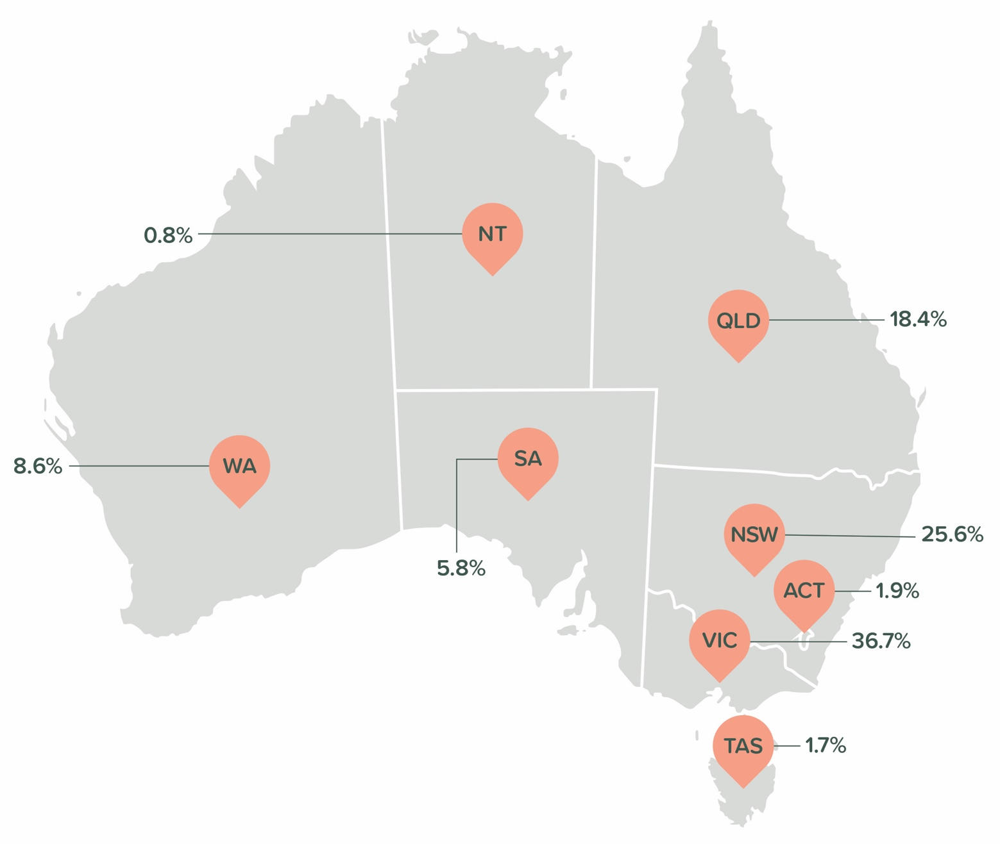 NT
0.8%
QLD
18.4%
SA
5.8%
WA
8.6%
NSW
25.6%
ACT
1.9%
VIC
36.7%
TAS
1.7%